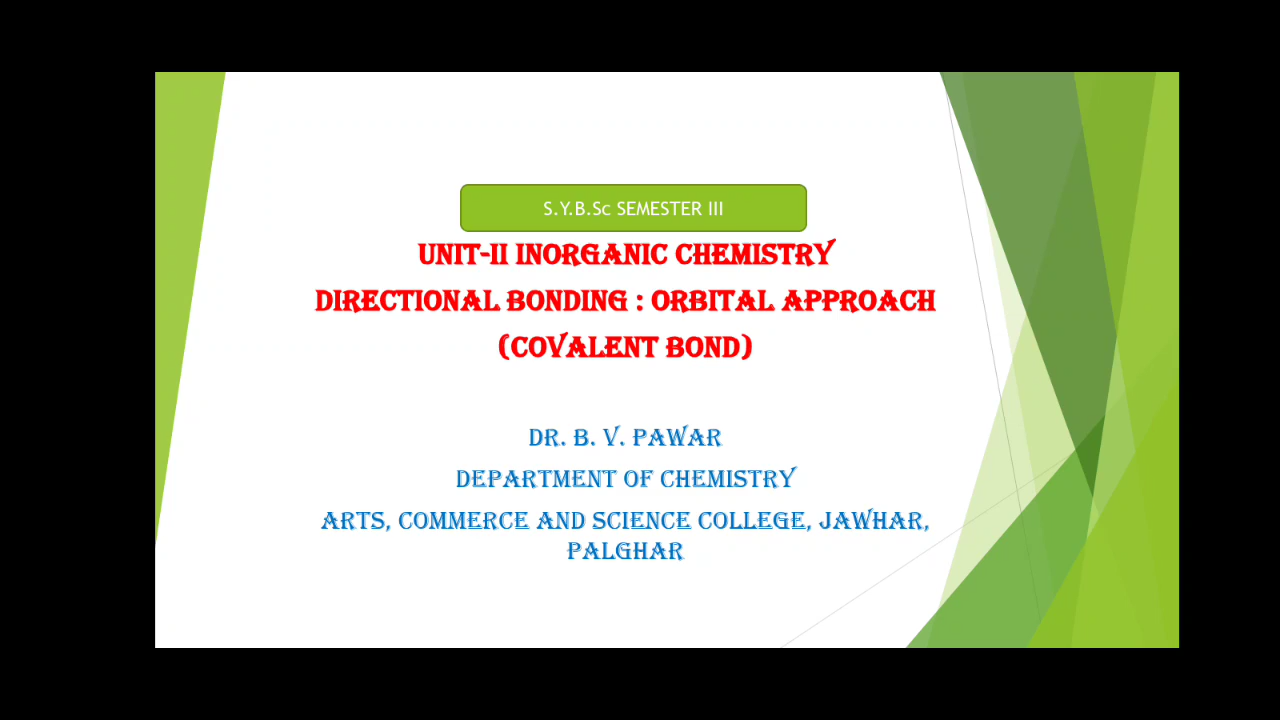 S.Y.B.Sc SEMESTER III
UNIT-II INORGANIC CHEMISTRY
DIRECTIONAL BONDING : ORBITAL APPROACH
(COVALENT BOND)
DR. B. V. PAWAR
DEPARTMENT OF CHEMISTRY
ARTS, COMMERCE AND SCIENCE COLLEGE, JAWHAR,
PALGHAR